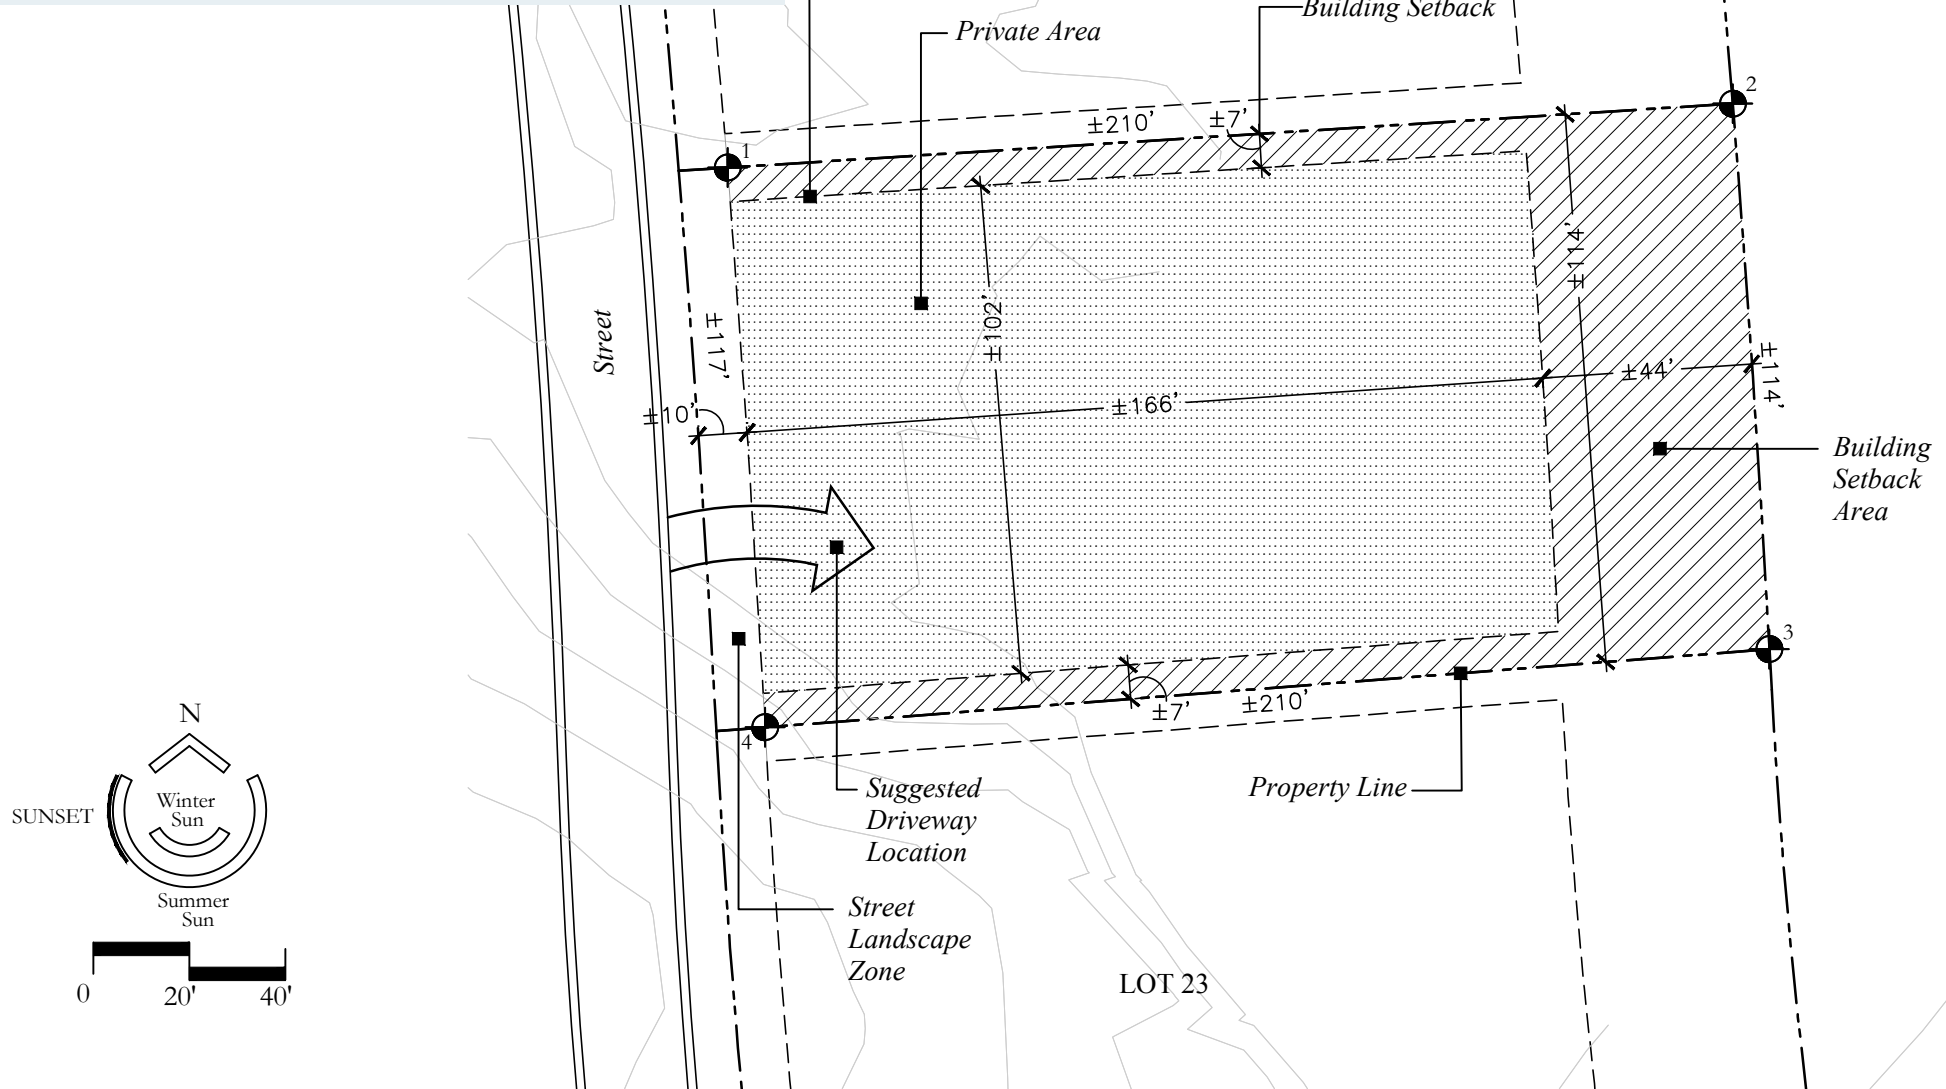 Building Setback
Private Area
2
±210’
±7’
1
±114’
±102’
Street
±117’
±114’
±44’
±10’
±166’
Building
Setback
Area
3
±210’
±7’
4
N
Winter
Sun
SUNSET
Summer
Sun
0 20' 40'
Suggested
Driveway
Location
Property Line
Street
Landscape
Zone
LOT 23